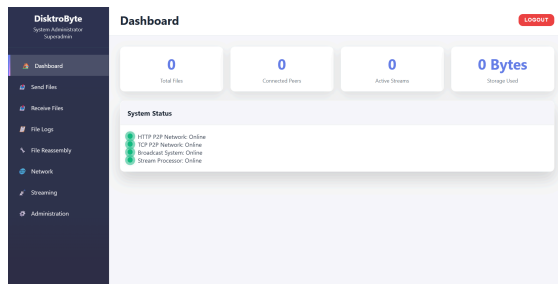 DisktroByte
System Administrator
Superadmin
Dashboard
Send Files
Receive Files
File Logs
File Reassembly
Network
Streaming
Administration
Dashboard
LOGOUT
0
Total Files
0
Connected Peers
0
Active Streams
0 Bytes
Storage Used
System Status
HTTP P2P Network: Online
TCP P2P Network: Online
Broadcast System: Online
Stream Processor: Online